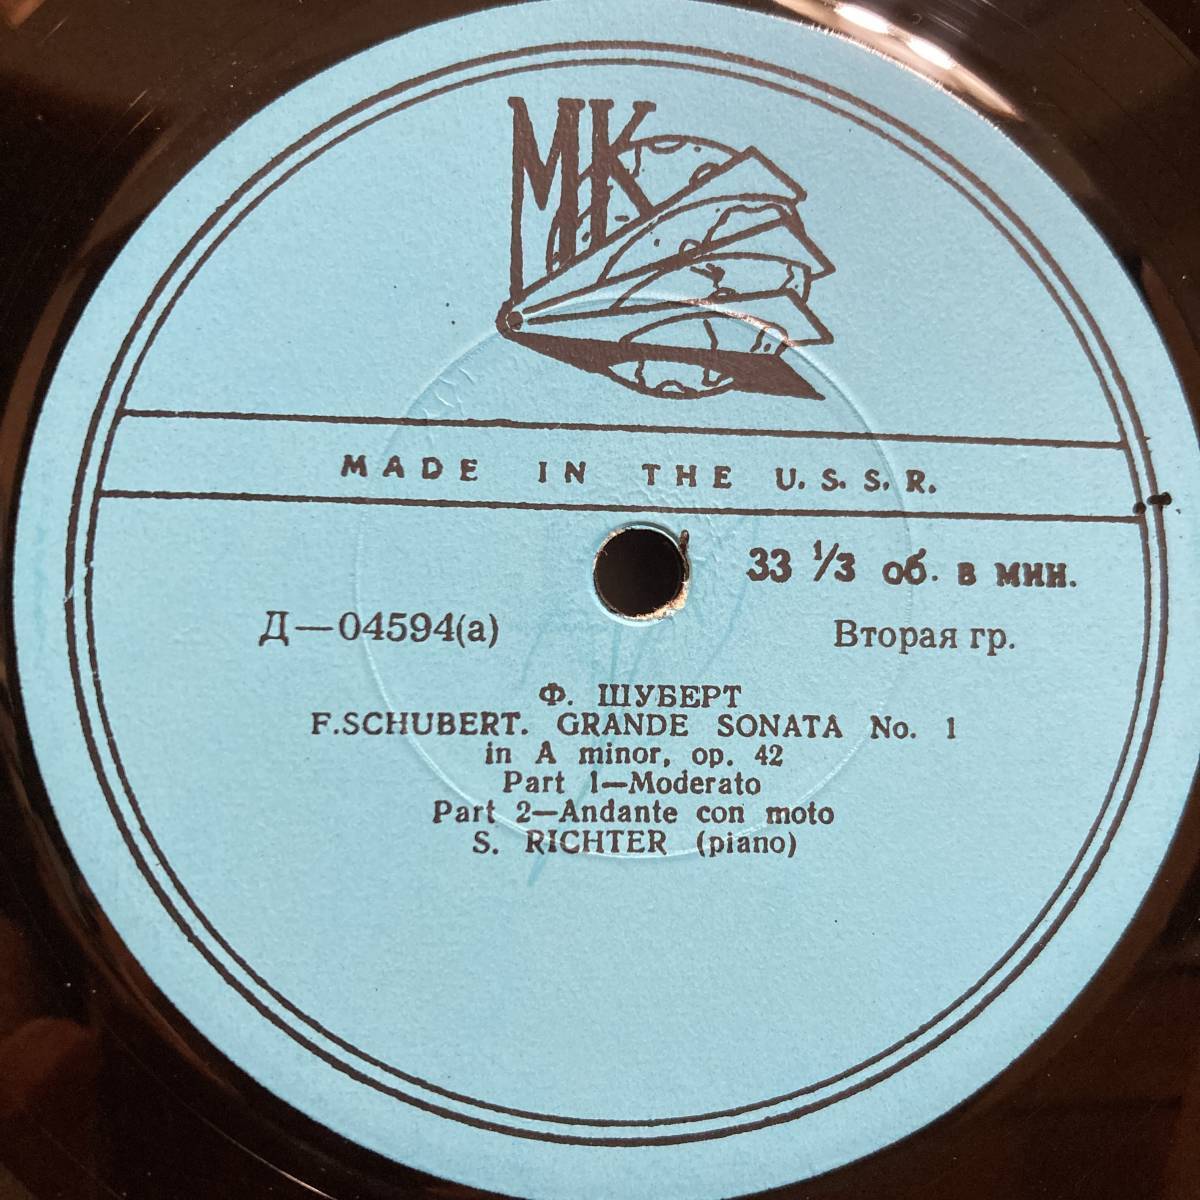 МК
MADE IN THE U.S.S.R.
33 1/3 об. в мин.
Д—04594(а)
Вторая гр.
Ф. ШУБЕРТ
F.SCHUBERT. GRANDE SONATA No. 1
in A minor, op. 42
Part 1—Moderato
Part 2—Andante con moto
S. RICHTER (piano)